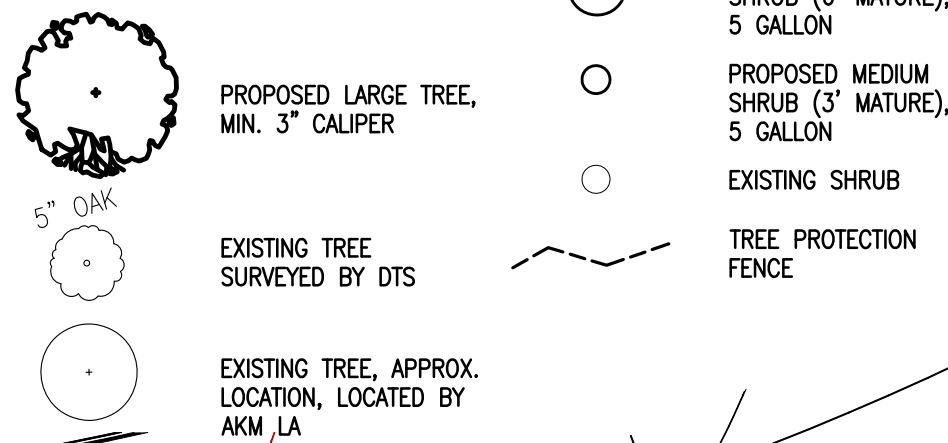 PROPOSED LARGE TREE,
MIN. 3" CALIPER
5" OAK
EXISTING TREE
SURVEYED BY DTS
EXISTING TREE, APPROX.
LOCATION, LOCATED BY
AKM LA
5 GALLON
PROPOSED MEDIUM
SHRUB (3' MATURE),
5 GALLON
EXISTING SHRUB
TREE PROTECTION
FENCE